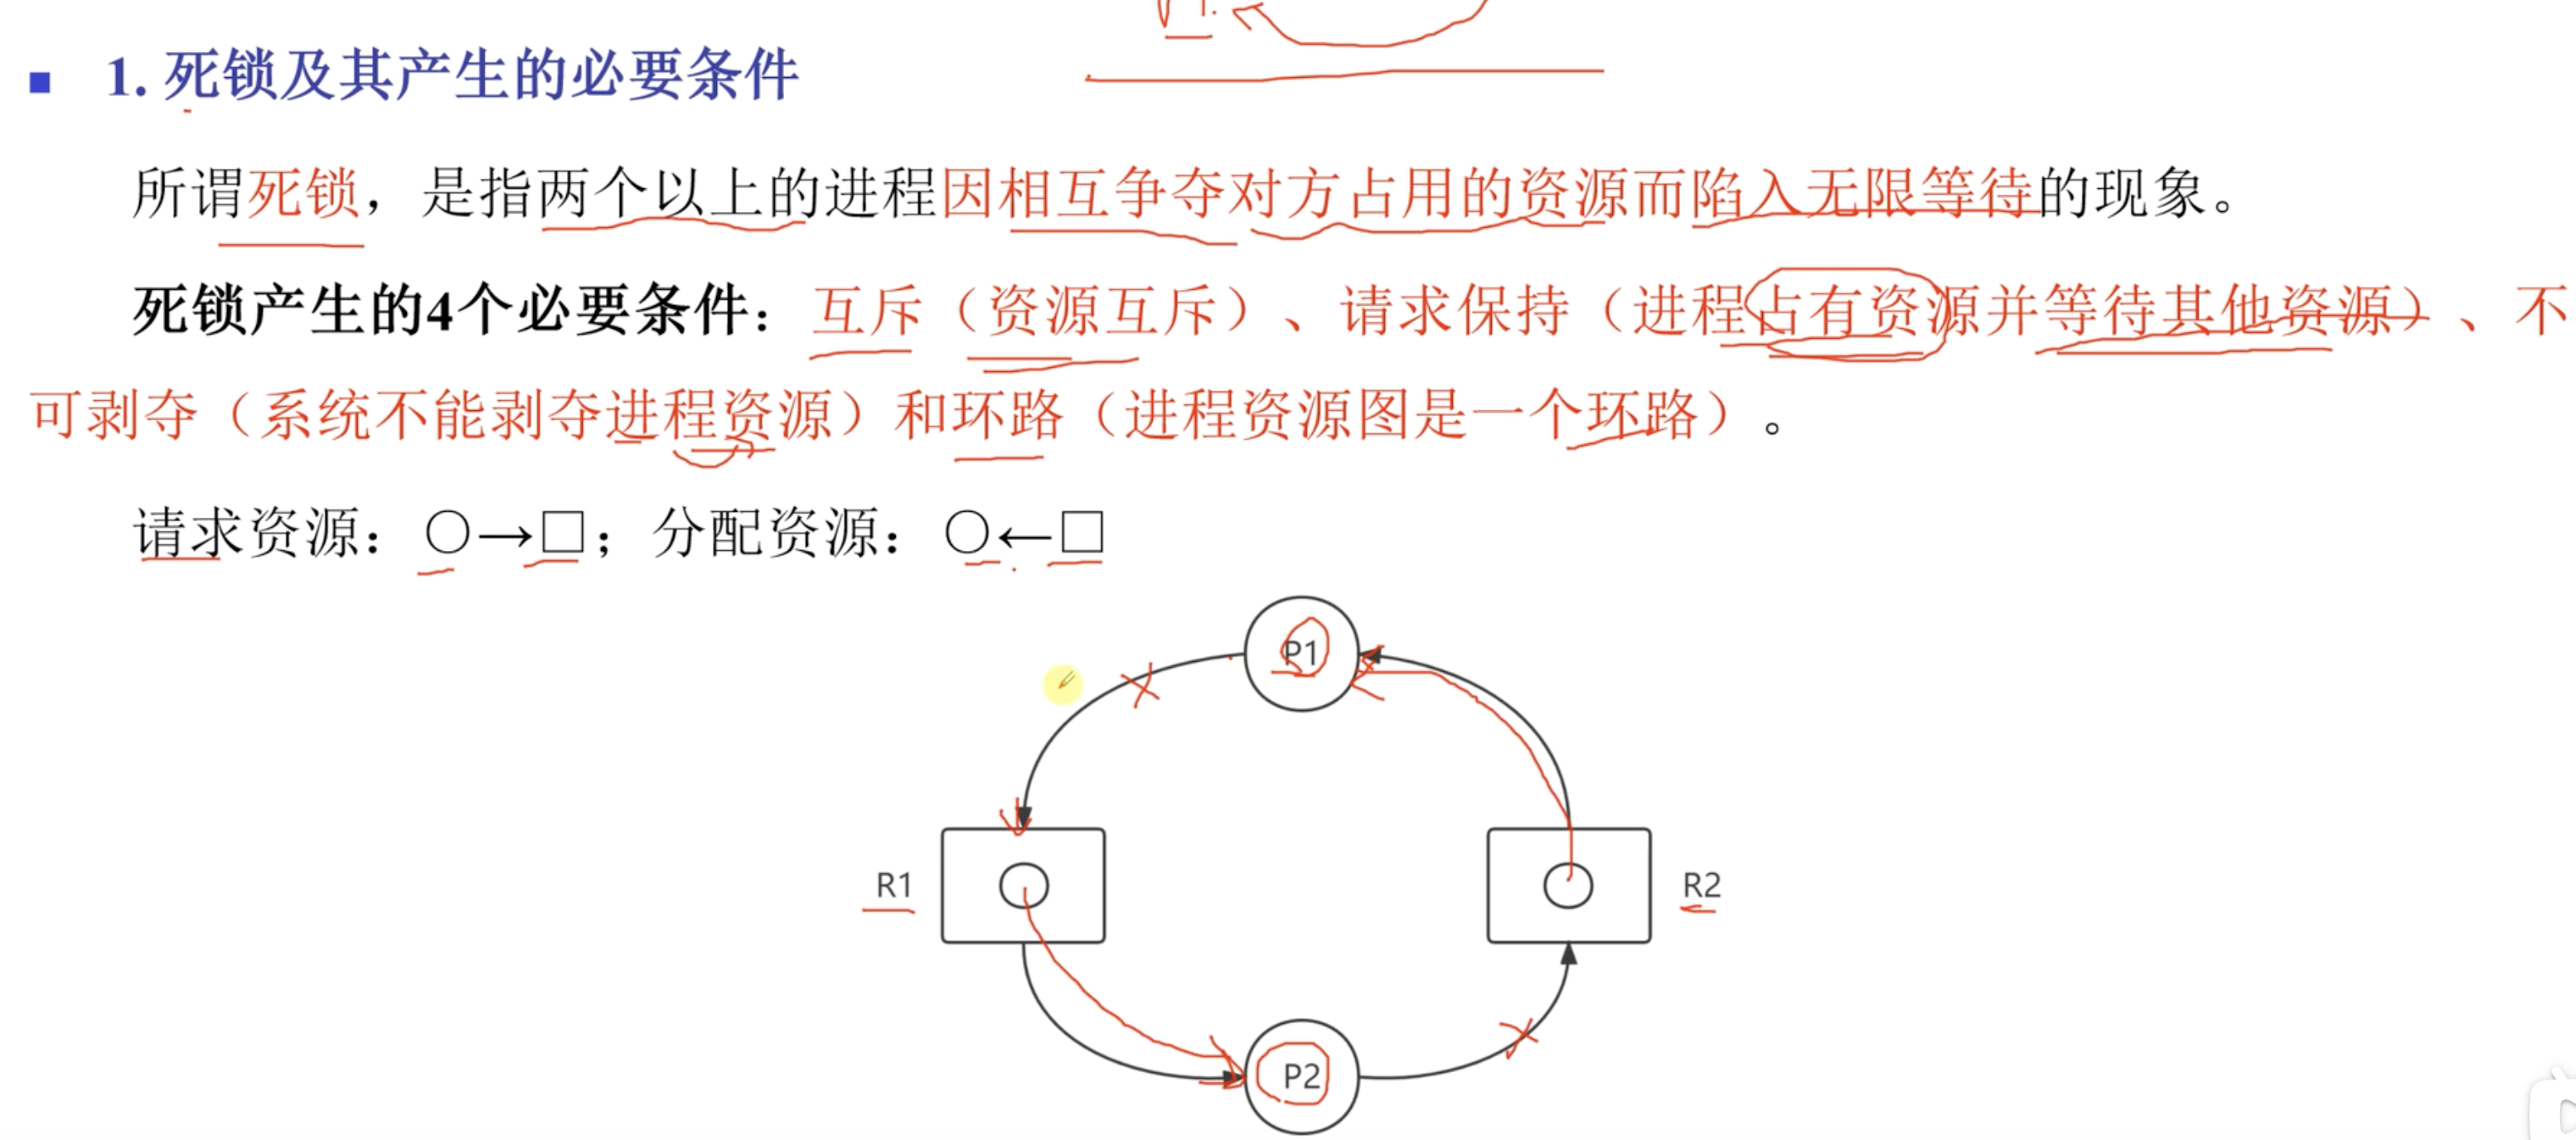 1. 死锁及其产生的必要条件
所谓死锁，是指两个以上的进程因相互争夺对方占用的资源而陷入无限等待的现象。
死锁产生的4个必要条件：互斥（资源互斥）、请求保持（进程占有资源并等待其他资源）、不
可剥夺（系统不能剥夺进程资源）和环路（进程资源图是一个环路）。
请求资源：○→□；分配资源：○←□
P1
R1
R2
P2